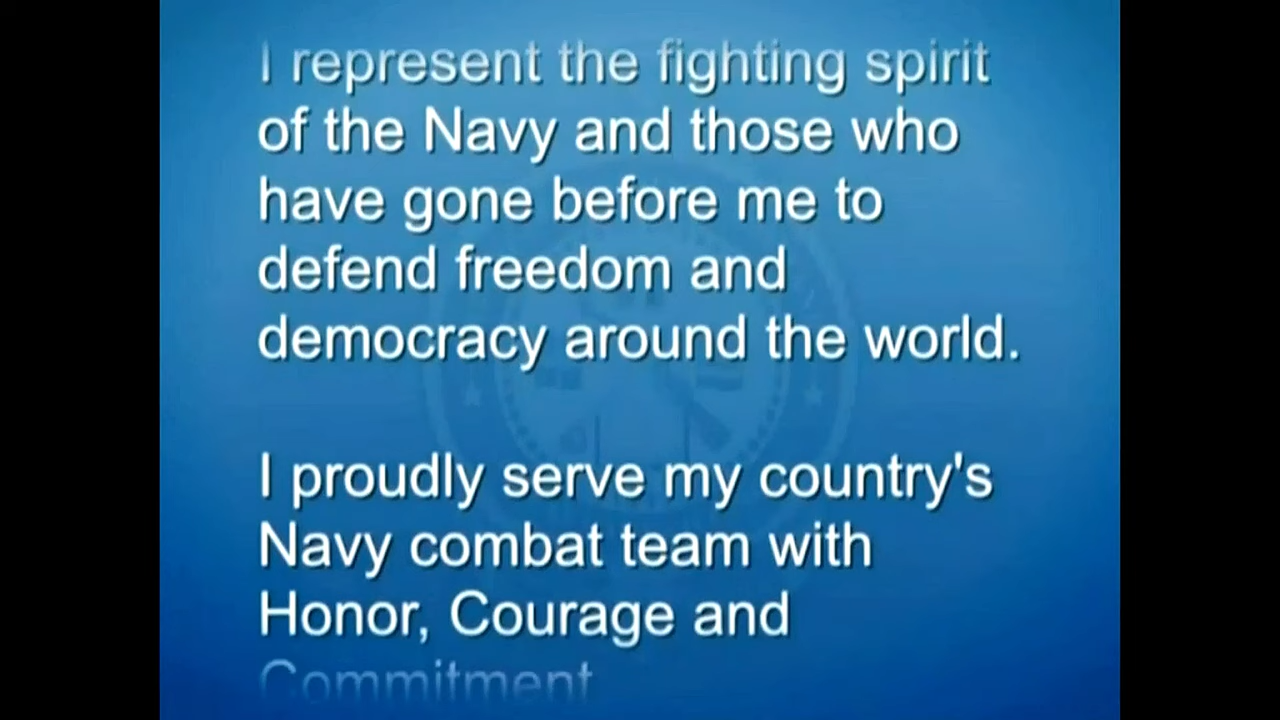 I represent the fighting spirit
of the Navy and those who
have gone before me to
defend freedom and
democracy around the world.
I proudly serve my country's
Navy combat team with
Honor, Courage and
Commitment